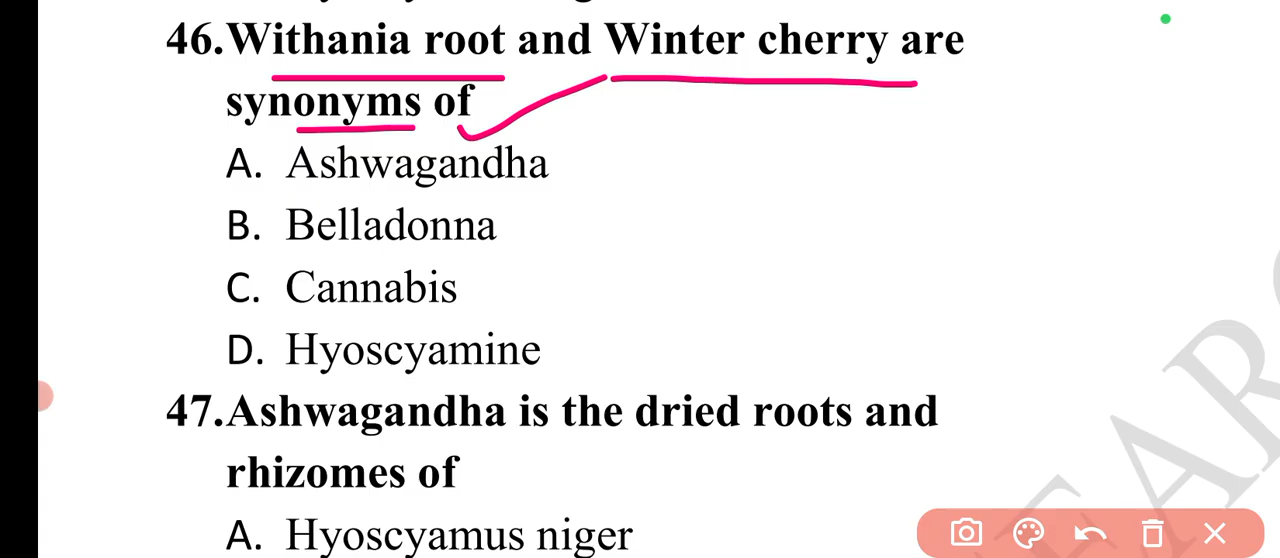 46.Withania root and Winter cherry are
synonyms of
A. Ashwagandha
B. Belladonna
C. Cannabis
D. Hyoscyamine
47.Ashwagandha is the dried roots and
rhizomes of
A. Hyoscyamus niger